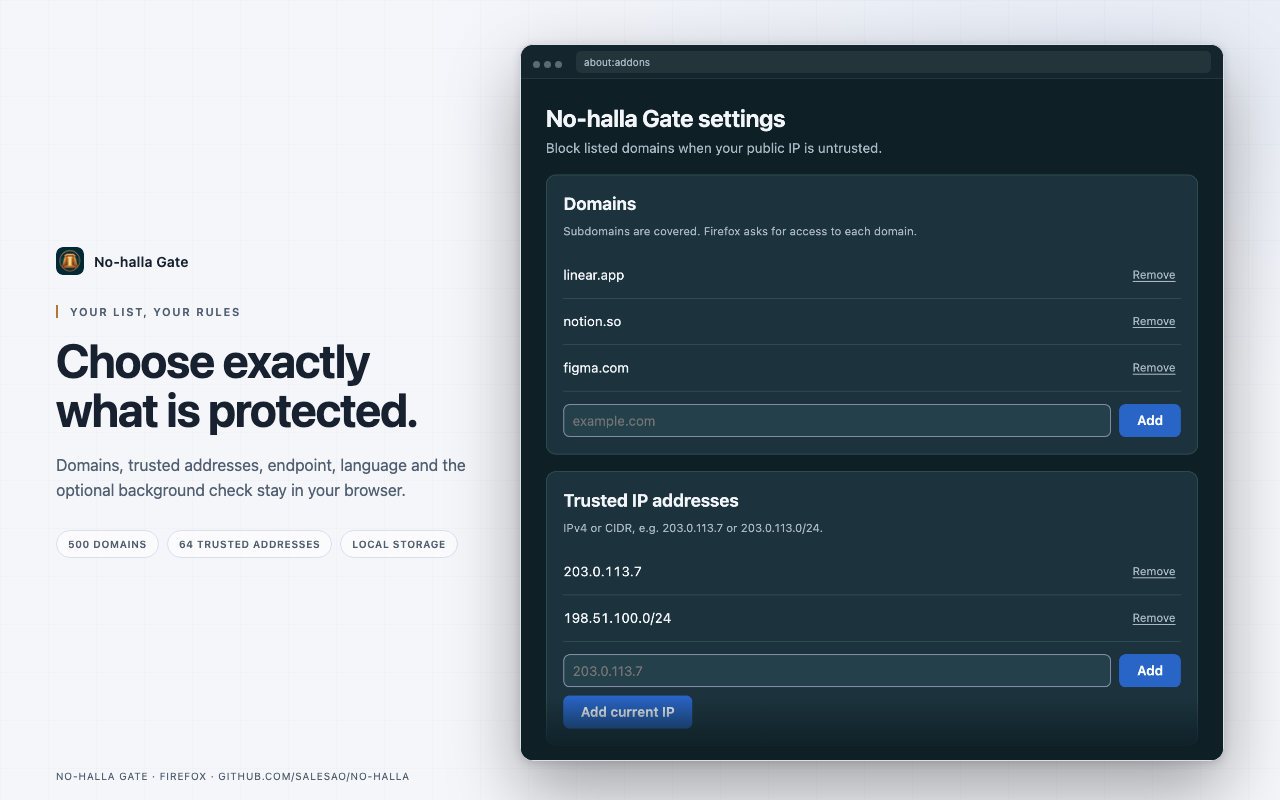 No-halla Gate
YOUR LIST, YOUR RULES
Choose exactly
what is protected.
Domains, trusted addresses, endpoint, language and the
optional background check stay in your browser.
500 DOMAINS
64 TRUSTED ADDRESSES
LOCAL STORAGE
NO-HALLA GATE · FIREFOX · GITHUB.COM/SALESAO/NO-HALLA
about:addons
No-halla Gate settings
Block listed domains when your public IP is untrusted.
Domains
Subdomains are covered. Firefox asks for access to each domain.
linear.app Remove
notion.so Remove
figma.com Remove
example.com Add
Trusted IP addresses
IPv4 or CIDR, e.g. 203.0.113.7 or 203.0.113.0/24.
203.0.113.7 Remove
198.51.100.0/24 Remove
203.0.113.7 Add
Add current IP